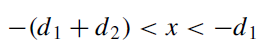 −(d₁ + d₂) < x < −d₁